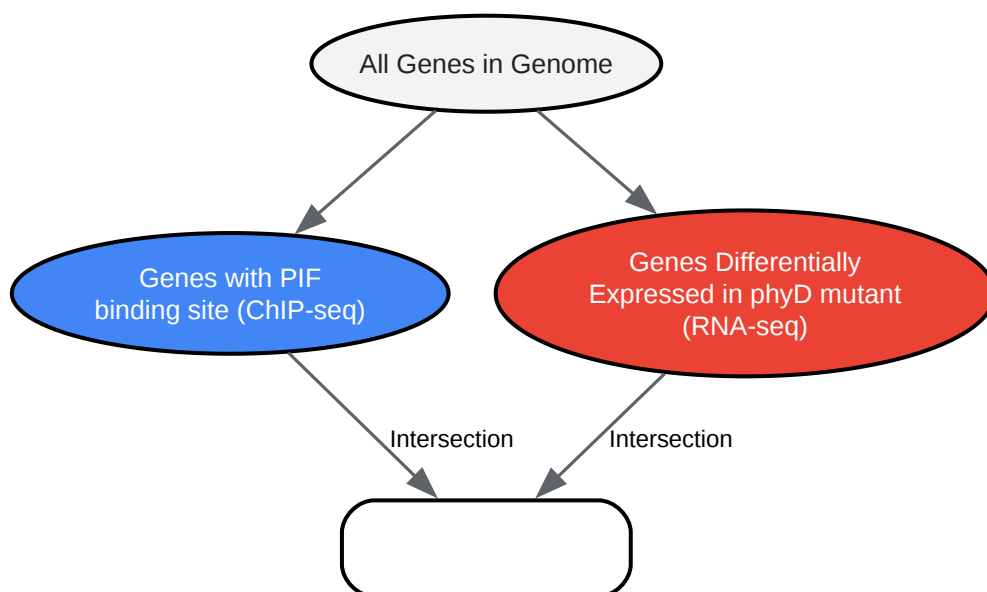 All Genes in Genome
Genes with PIF
binding site (ChIP-seq)
Genes Differentially
Expressed in phyD mutant
(RNA-seq)
Intersection
Intersection